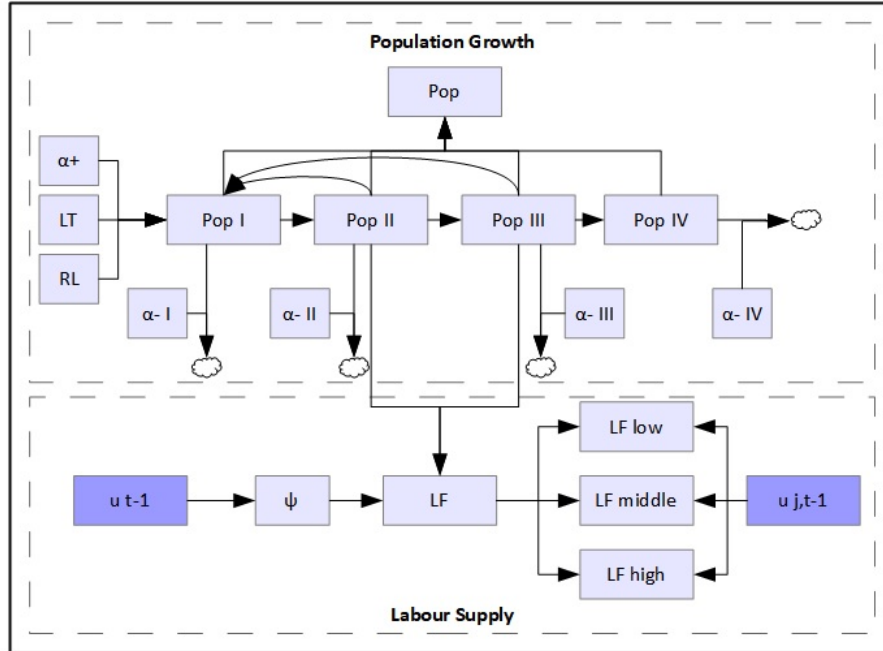 Population Growth
Pop
α+
LT
RL
Pop I
Pop II
Pop III
Pop IV
α- I
α- II
α- III
α- IV
LF low
u t-1
ψ
LF
LF middle
u j,t-1
LF high
Labour Supply